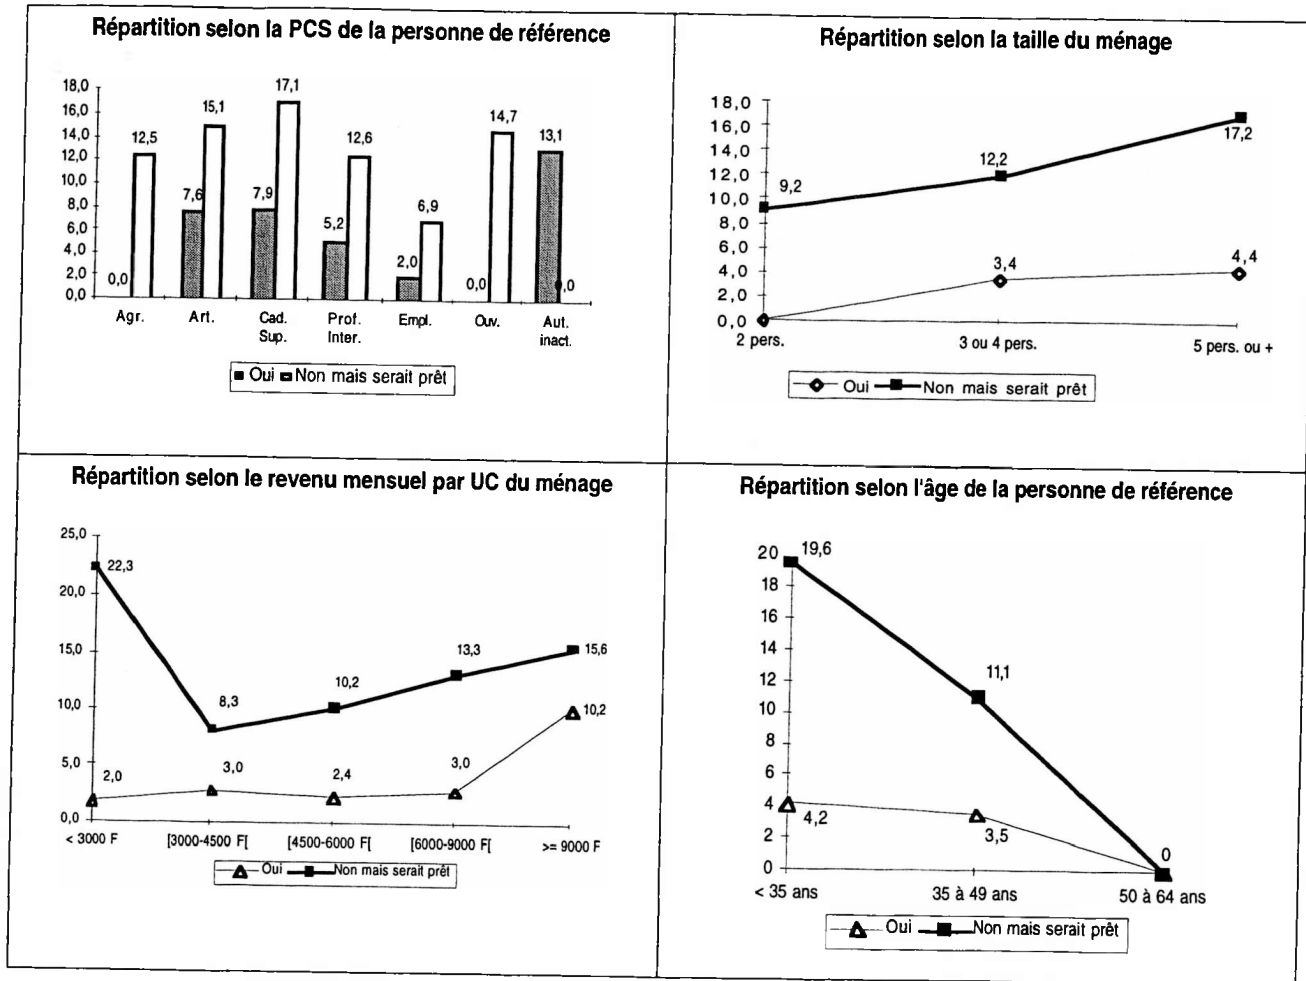 Répartition selon la PCS de la personne de référence
18,0
16,0
14,0
12,0
10,0
8,0
6,0
4,0
2,0
0,0
0,0
12,5
7,6
15,1
7,9
17,1
5,2
12,6
2,0
6,9
0,0
14,7
13,1
0,0
Agr.
Art.
Cad.
Sup.
Prof.
Inter.
Empl.
Ouv.
Aut.
inact.
Oui Non mais serait prêt
Répartition selon la taille du ménage
18,0
16,0
14,0
12,0
10,0
8,0
6,0
4,0
2,0
0,0
9,2
12,2
17,2
3,4
4,4
2 pers.
3 ou 4 pers.
5 pers. ou +
Oui Non mais serait prêt
Répartition selon le revenu mensuel par UC du ménage
25,0
20,0
15,0
10,0
5,0
0,0
22,3
8,3
10,2
13,3
15,6
2,0
3,0
2,4
3,0
10,2
< 3000 F
[3000-4500 F[
[4500-6000 F[
[6000-9000 F[
>= 9000 F
Oui Non mais serait prêt
Répartition selon l'âge de la personne de référence
20
18
16
14
12
10
8
6
4
2
0
19,6
11,1
0
4,2
3,5
< 35 ans
35 à 49 ans
50 à 64 ans
Oui Non mais serait prêt